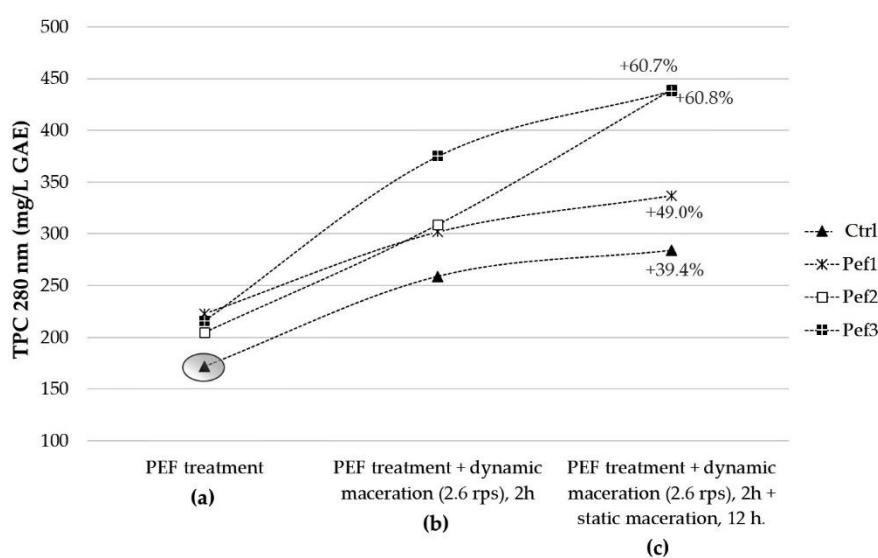 TPC 280 nm (mg/L GAE)
500
450
400
350
300
250
200
150
100
+60.7%
+60.8%
+49.0%
+39.4%
Ctrl
Pef1
Pef2
Pef3
PEF treatment
(a)
PEF treatment + dynamic
maceration (2.6 rps), 2h
(b)
PEF treatment + dynamic
maceration (2.6 rps), 2h +
static maceration, 12 h.
(c)